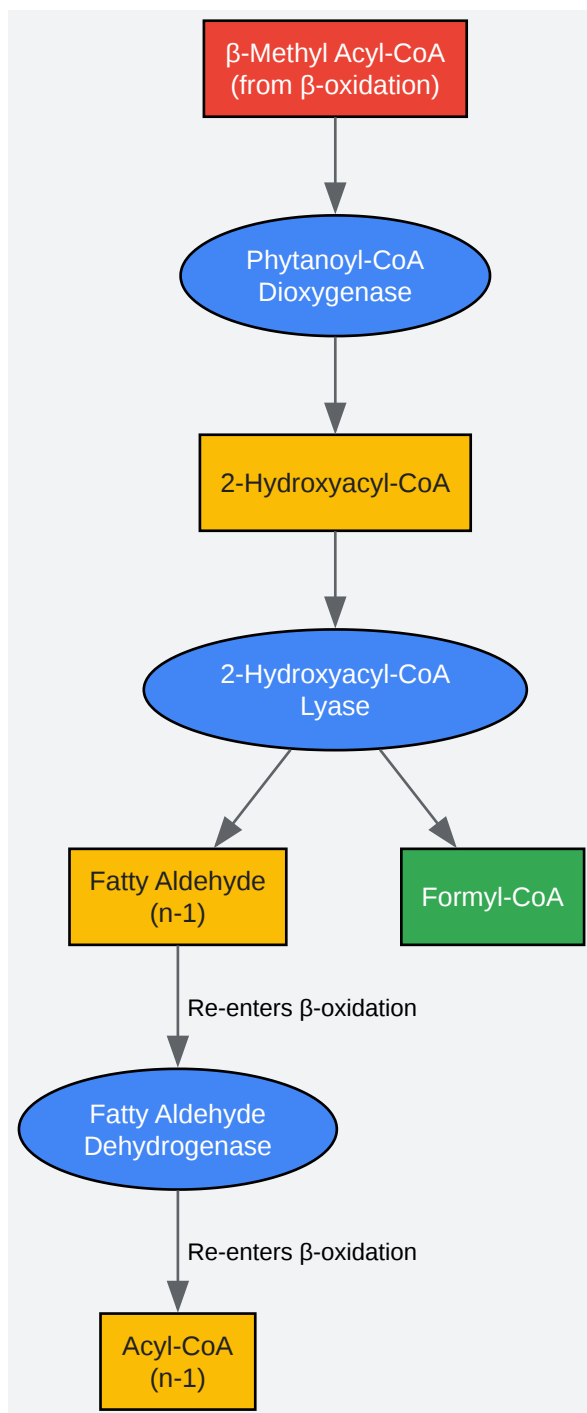 β-Methyl Acyl-CoA
(from β-oxidation)
Phytanoyl-CoA
Dioxygenase
2-Hydroxyacyl-CoA
2-Hydroxyacyl-CoA
Lyase
Fatty Aldehyde
(n-1)
Formyl-CoA
Re-enters β-oxidation
Fatty Aldehyde
Dehydrogenase
Re-enters β-oxidation
Acyl-CoA
(n-1)